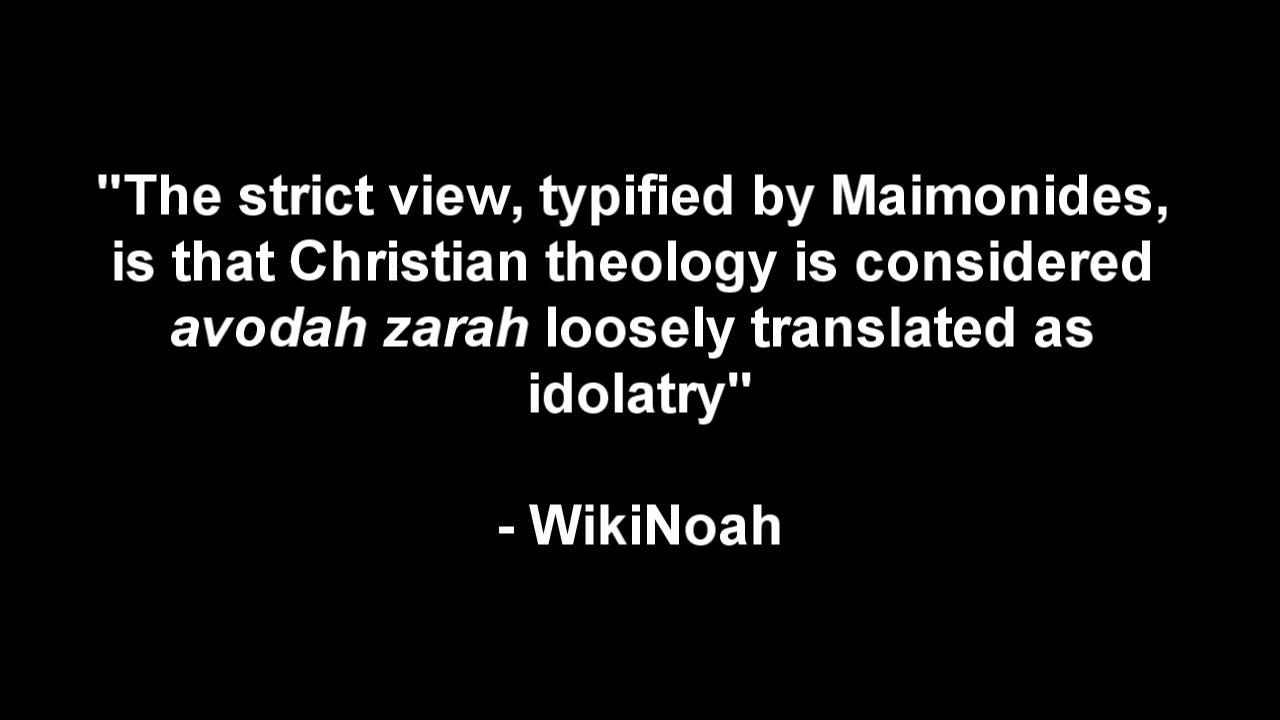 "The strict view, typified by Maimonides,
is that Christian theology is considered
avodah zarah loosely translated as
idolatry"
- WikiNoah